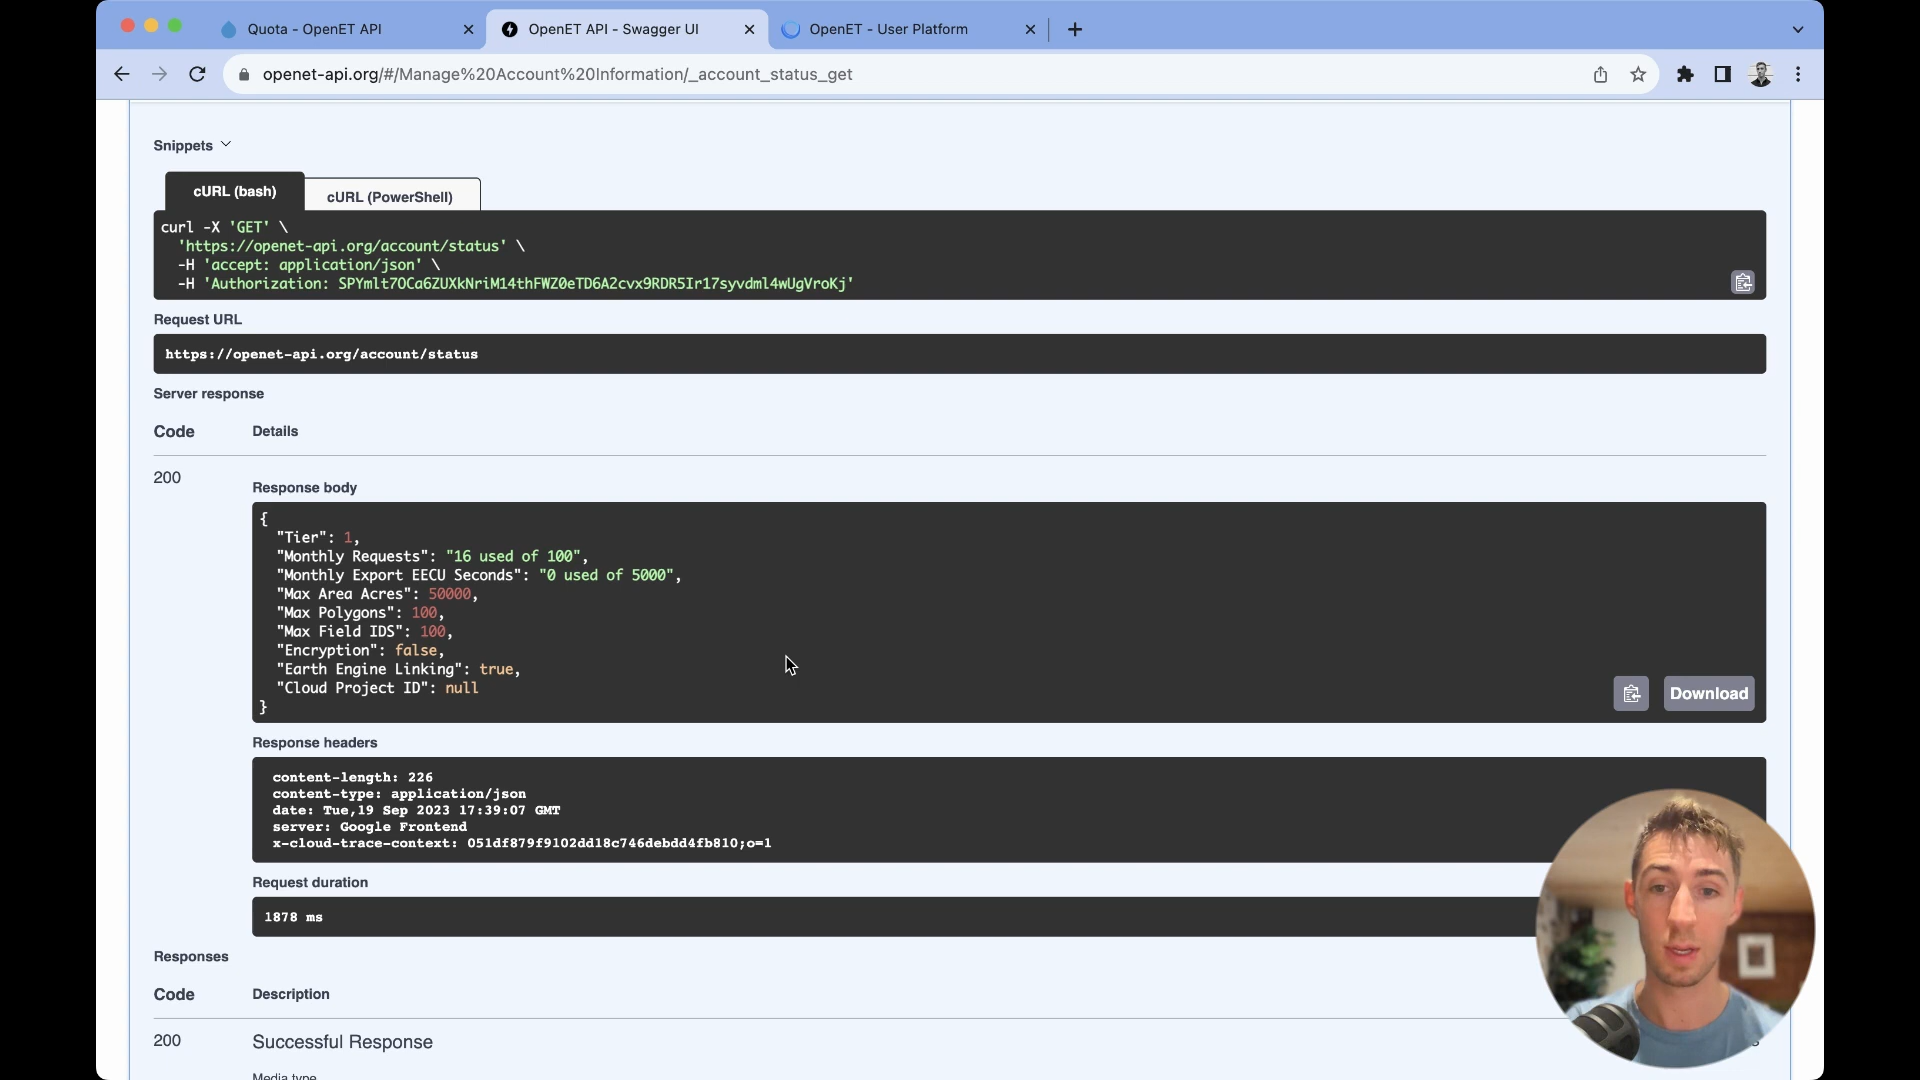 Quota - OpenET API
OpenET API - Swagger UI
OpenET - User Platform
openet-api.org/#/Manage%20Account%20Information/_account_status_get
Snippets
cURL (bash)
cURL (PowerShell)
curl -X 'GET' \
'https://openet-api.org/account/status' \
-H 'accept: application/json' \
-H 'Authorization: SPYmlt7OCa6ZUXkNriM14thFWZ0eTD6A2cvx9RDR5Ir17syvdml4wUgVroKj'
Request URL
https://openet-api.org/account/status
Server response
Code
Details
200
Response body
{
"Tier": 1,
"Monthly Requests": "16 used of 100",
"Monthly Export EECU Seconds": "0 used of 5000",
"Max Area Acres": 50000,
"Max Polygons": 100,
"Max Field IDS": 100,
"Encryption": false,
"Earth Engine Linking": true,
"Cloud Project ID": null
}
Download
Response headers
content-length: 226
content-type: application/json
date: Tue,19 Sep 2023 17:39:07 GMT
server: Google Frontend
x-cloud-trace-context: 051df879f9102dd18c746debdd4fb810;o=1
Request duration
1878 ms
Responses
Code
Description
200
Successful Response
Media type